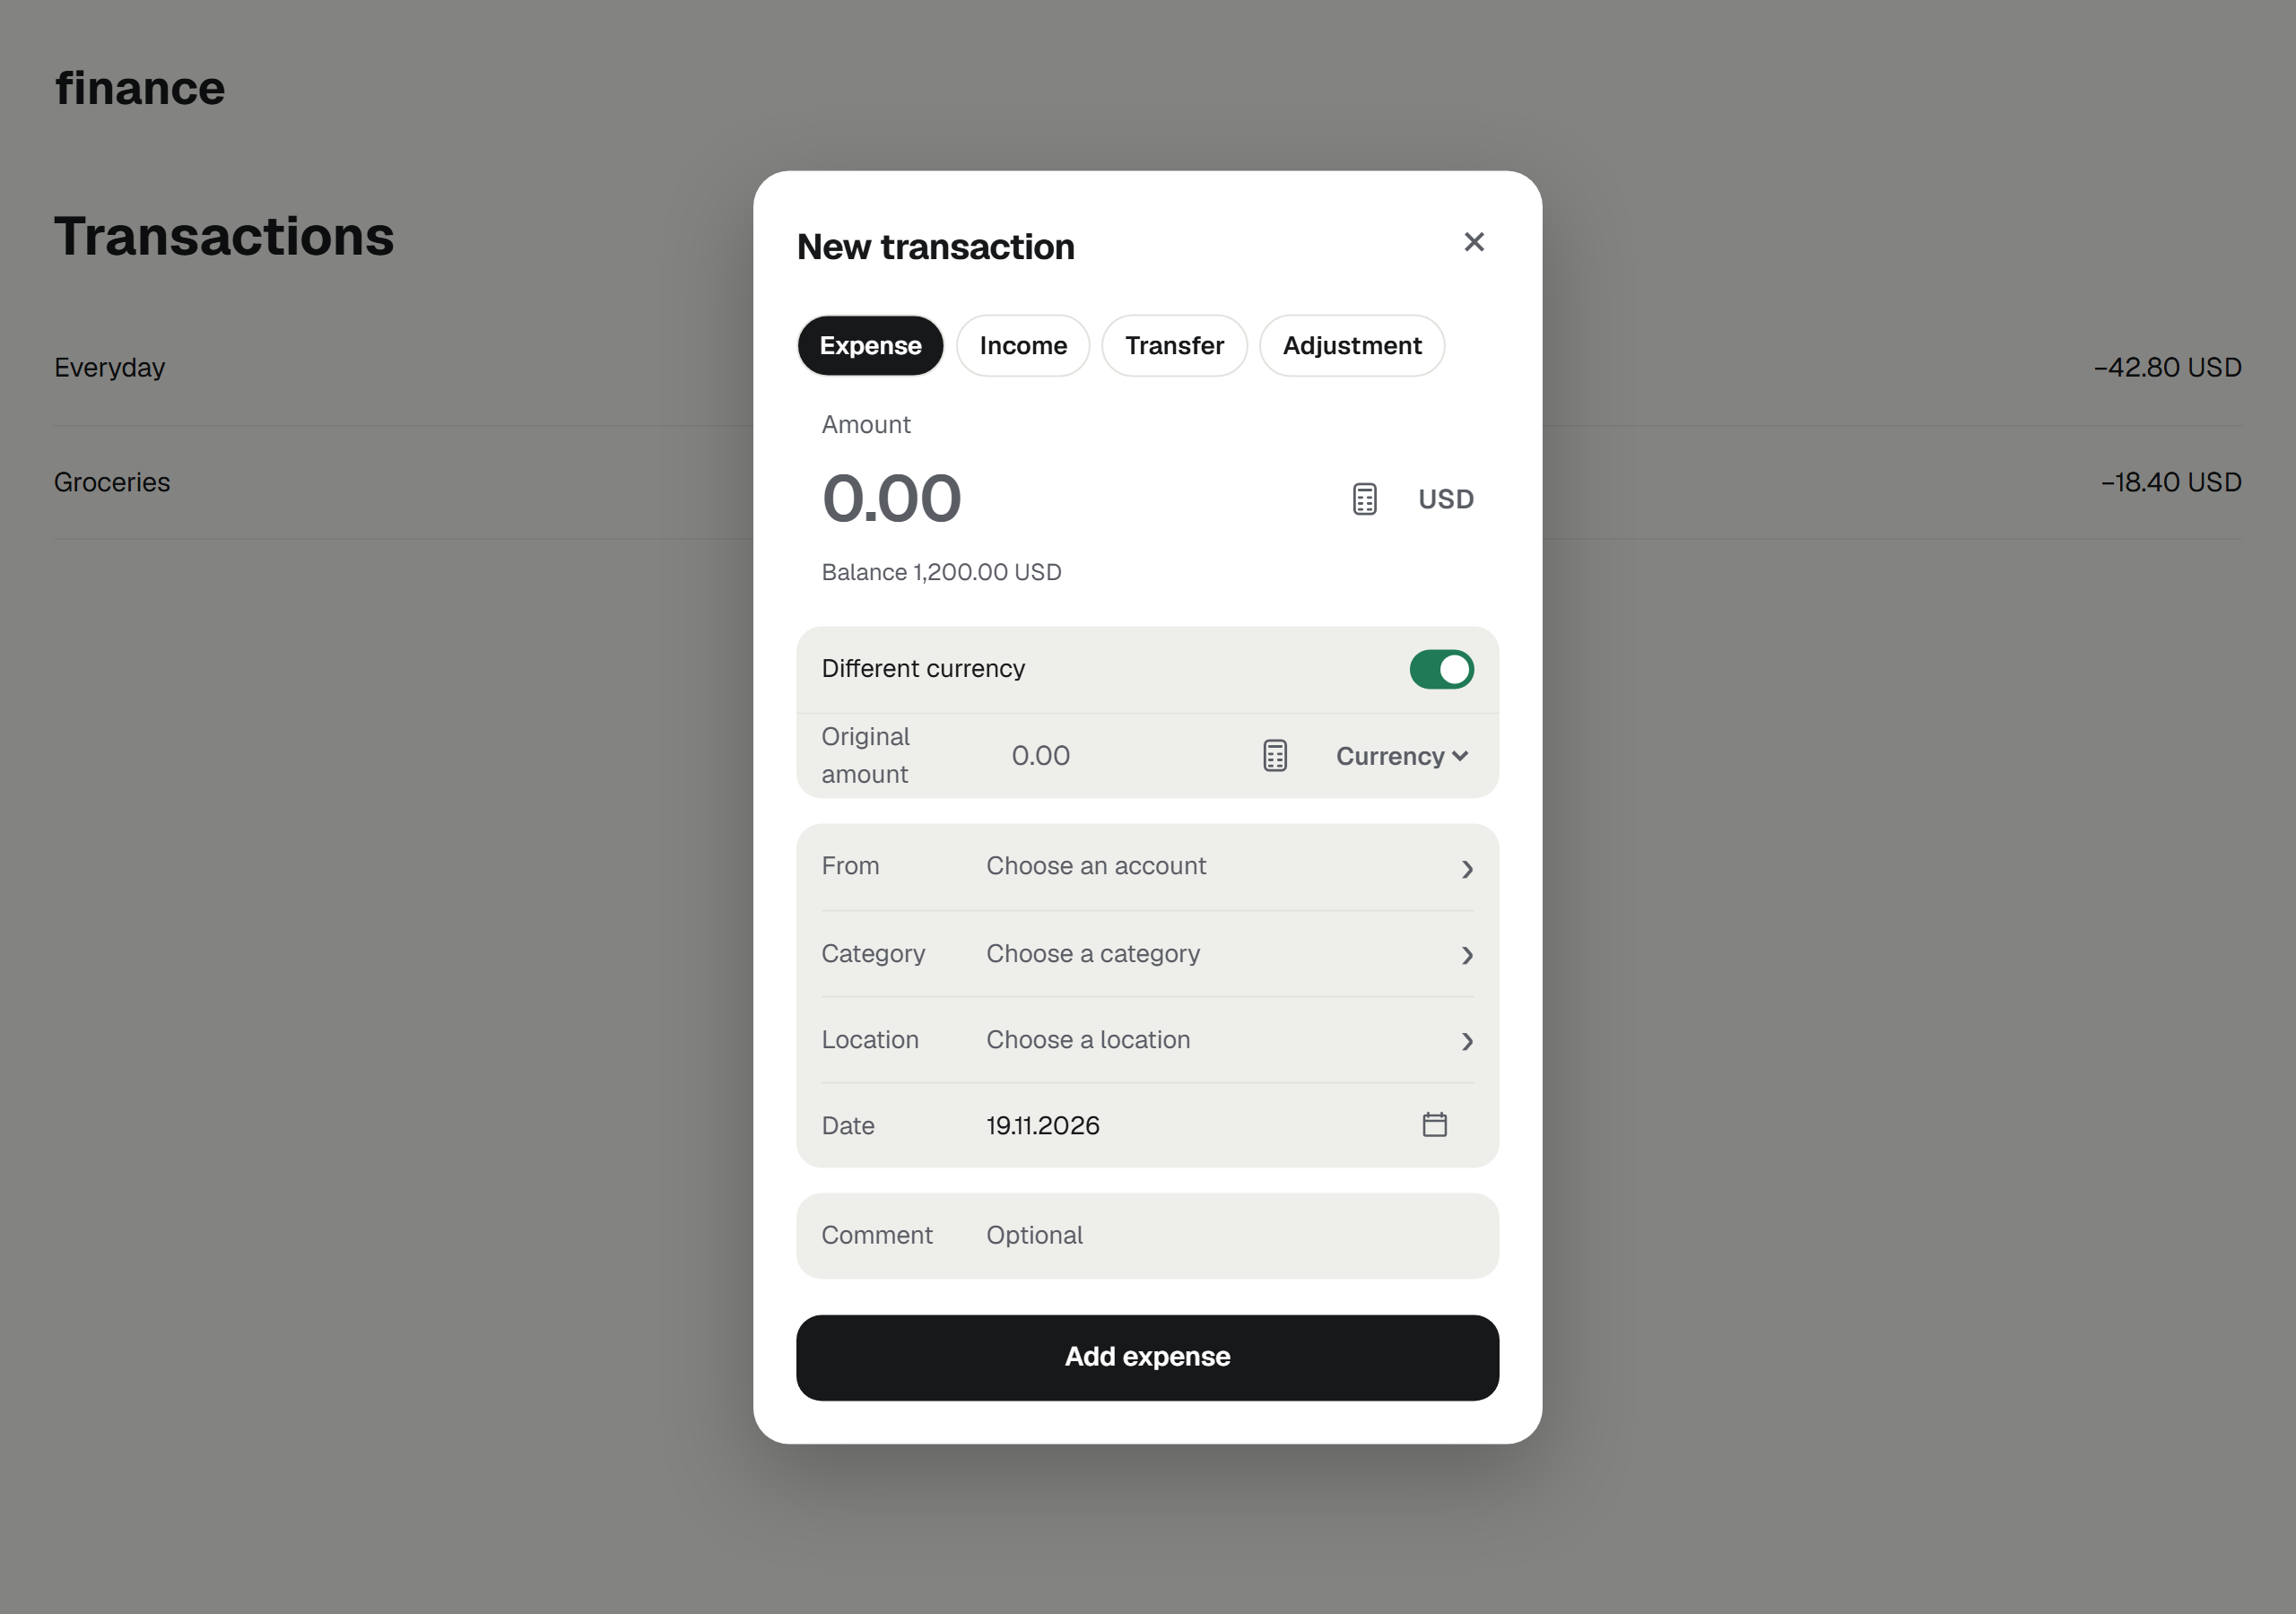 finance
Transactions
Everyday
−42.80 USD
Groceries
−18.40 USD
New transaction
Expense
Income
Transfer
Adjustment
Amount
0.00
USD
Balance 1,200.00 USD
Different currency
Original
amount
0.00
Currency
From
Choose an account
Category
Choose a category
Location
Choose a location
Date
19.11.2026
Comment
Optional
Add expense